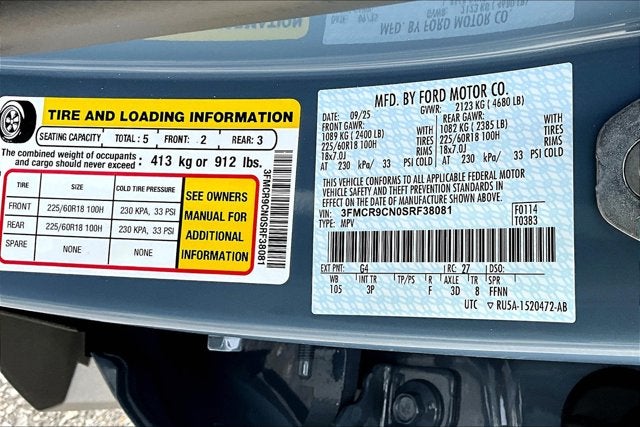 TIRE AND LOADING INFORMATION
SEATING CAPACITY TOTAL: 5 FRONT: 2 REAR: 3
The combined weight of occupants
and cargo should never exceed : 413 kg or 912 lbs.
TIRE SIZE COLD TIRE PRESSURE
FRONT 225/60R18 100H 230 KPA, 33 PSI
REAR 225/60R18 100H 230 KPA, 33 PSI
SPARE NONE NONE
SEE OWNERS
MANUAL FOR
ADDITIONAL
INFORMATION
3FMCR9CN0SRF38081
MFD. BY FORD MOTOR CO.
MFD. BY FORD MOTOR CO.
DATE: 09/25 GVWR: 2123 KG ( 4680 LB)
FRONT GAWR: REAR GAWR:
1089 KG ( 2400 LB) 1082 KG ( 2385 LB)
225/60R18 100H TIRES 225/60R18 100H TIRES
18x7.0J RIMS 18x7.0J RIMS
AT 230 kPa/ 33 PSI COLD AT 230 kPa/ 33 PSI COLD
THIS VEHICLE CONFORMS TO ALL APPLICABLE FEDERAL MOTOR
VEHICLE SAFETY AND THEFT PREVENTION STANDARDS IN
EFFECT ON THE DATE OF MANUFACTURE SHOWN ABOVE.
VIN: 3FMCR9CN0SRF38081 F0114
TYPE: MPV T0383
EXT PNT: G4 RC: 27 DSO:
WB INT TR TP/PS R AXLE TR SPR
105 3P F 3D 8 FFNN
UTC RU5A-1520472-AB